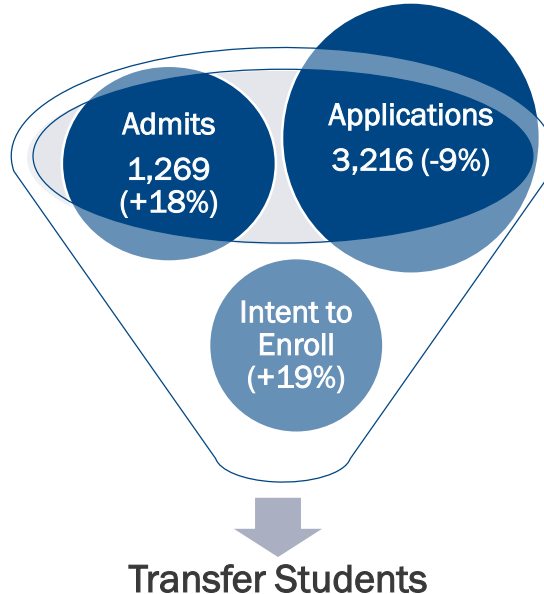 Admits
1,269
(+18%)
Applications
3,216 (-9%)
Intent to
Enroll
(+19%)
Transfer Students